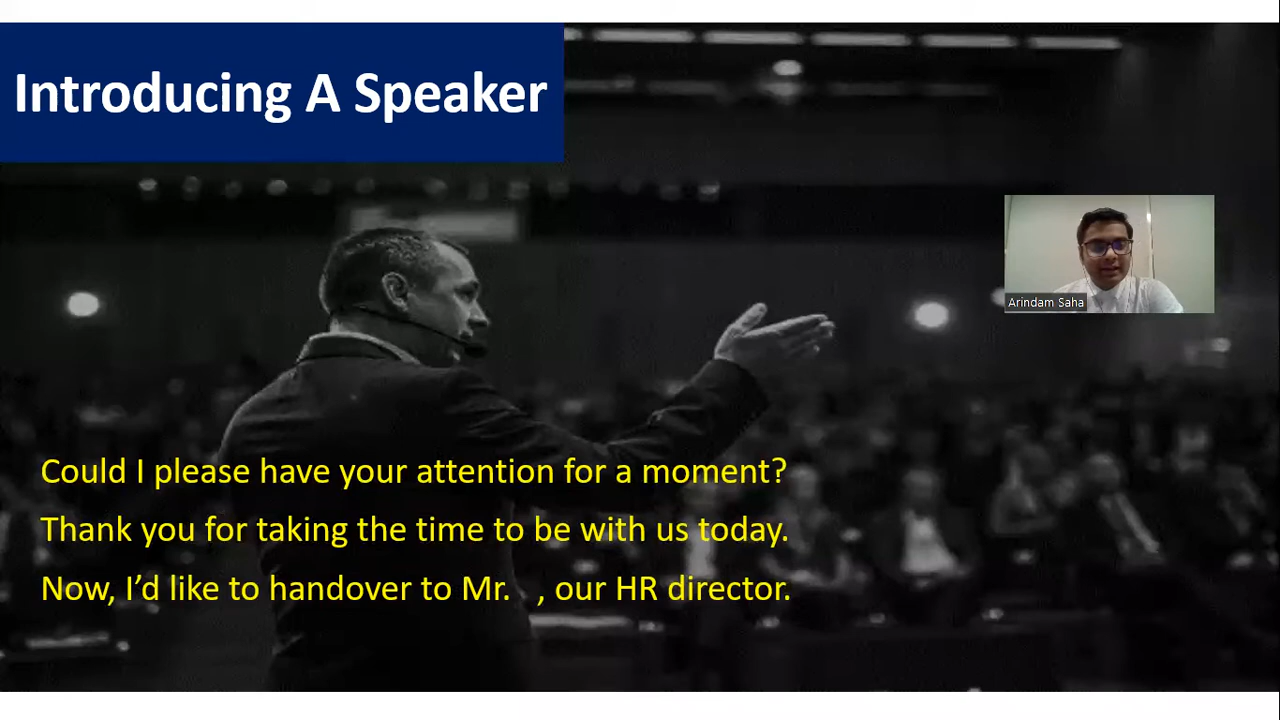 Introducing A Speaker
Arindam Saha
Could I please have your attention for a moment?
Thank you for taking the time to be with us today.
Now, I’d like to handover to Mr.   , our HR director.